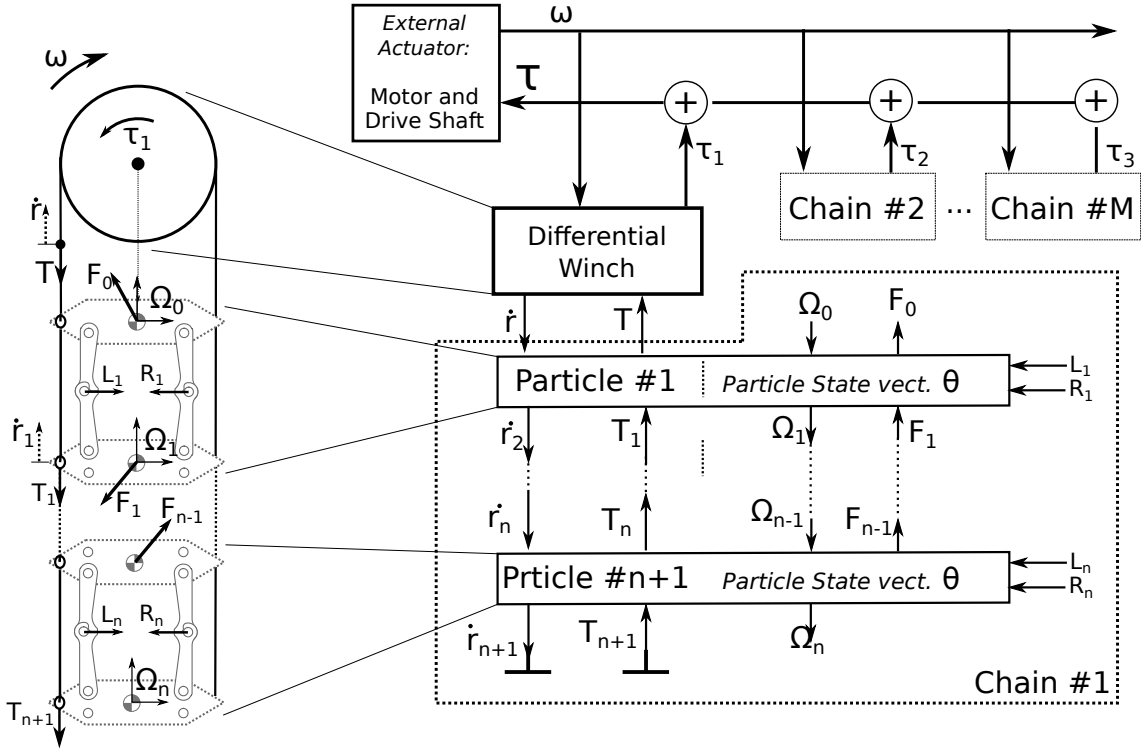 ω
τ1
ṙ
T
F0
Ω0
L1
R1
ṙ1
Ω1
T1
F1
Fn-1
Ln
Rn
Ωn
Tn+1
External
Actuator:
Motor and
Drive Shaft
ω
τ
+
+
+
τ1
τ2
τ3
Chain #2
...
Chain #M
Differential
Winch
ṙ
T
Ω0
F0
Particle #1
Particle State vect. θ
L1
R1
ṙ2
T1
Ω1
F1
ṙn
Tn
Ωn-1
Fn-1
Prticle #n+1
Particle State vect. θ
Ln
Rn
ṙn+1
Tn+1
Ωn
Chain #1